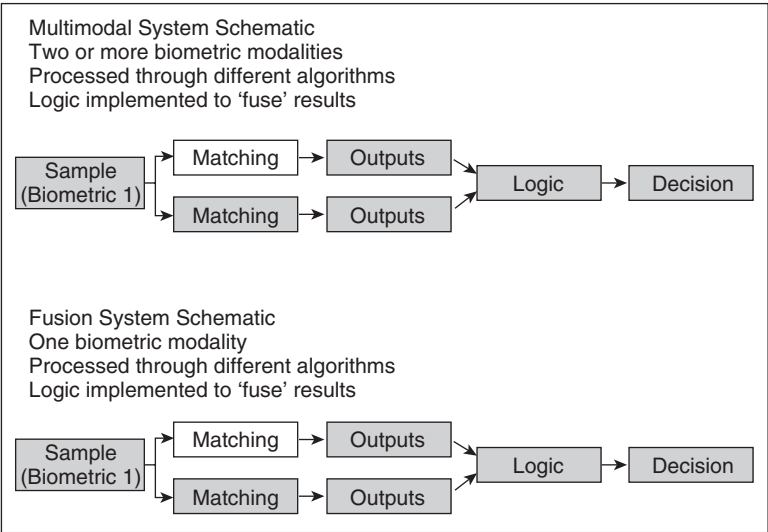 Multimodal System Schematic
Two or more biometric modalities
Processed through different algorithms
Logic implemented to ‘fuse’ results
Sample
(Biometric 1)
Matching
Outputs
Matching
Outputs
Logic
Decision
Fusion System Schematic
One biometric modality
Processed through different algorithms
Logic implemented to ‘fuse’ results
Sample
(Biometric 1)
Matching
Outputs
Matching
Outputs
Logic
Decision